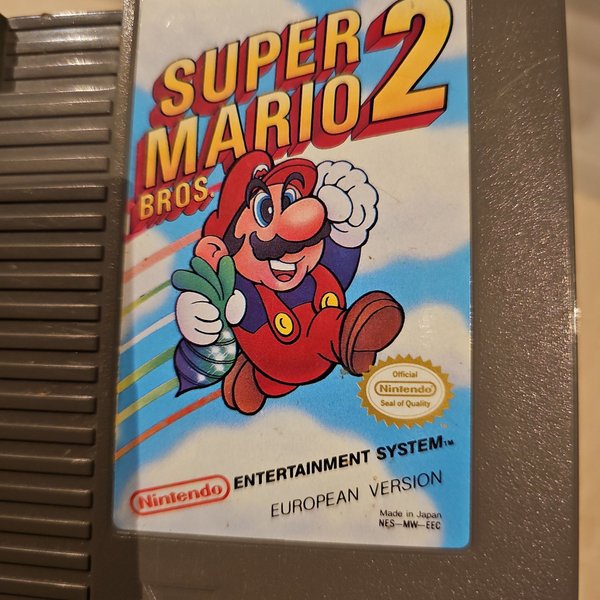 SUPER
MARIO 2
BROS.
Official
Nintendo
Seal of Quality
Nintendo ENTERTAINMENT SYSTEM™
EUROPEAN VERSION
Made in Japan
NES-MW-EEC